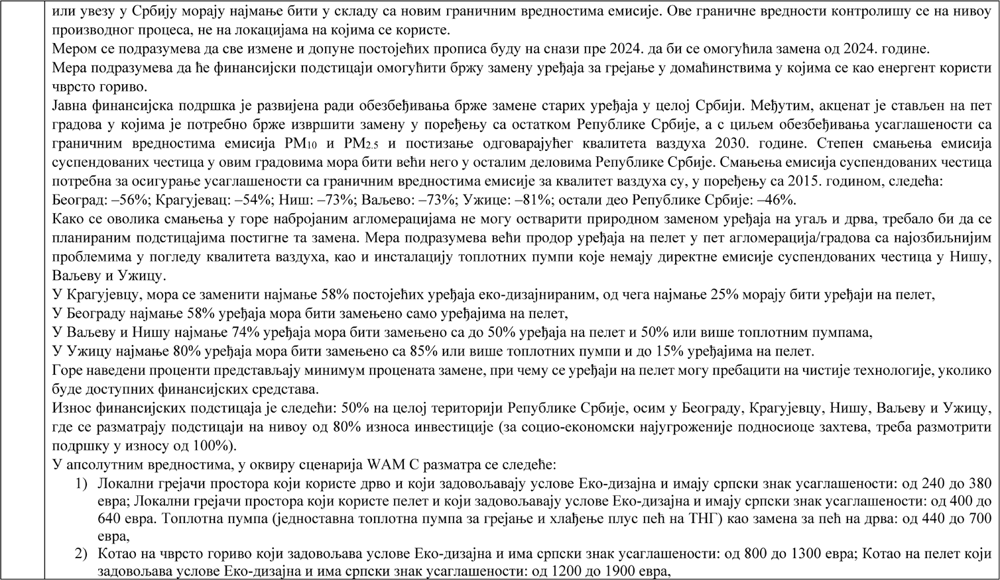 или увезу у Србију морају најмање бити у складу са новим граничним вредностима емисије. Ове граничне вредности контролишу се на нивоу
производног процеса, не на локацијама на којима се користе.
Мером се подразумева да све измене и допуне постојећих прописа буду на снази пре 2024. да би се омогућила замена од 2024. године.
Мера подразумева да ће финансијски подстицаји омогућити бржу замену уређаја за грејање у домаћинствима у којима се као енергент користи
чврсто гориво.
Јавна финансијска подршка је развијена ради обезбеђивања брже замене старих уређаја у целој Србији. Међутим, акценат је стављен на пет
градова у којима је потребно брже извршити замену у поређењу са остатком Републике Србије, а с циљем обезбеђивања усаглашености са
граничним вредностима емисија PM10 и PM2.5 и постизање одговарајућег квалитета ваздуха 2030. године. Степен смањења емисија
суспендованих честица у овим градовима мора бити већи него у осталим деловима Републике Србије. Смањења емисија суспендованих честица
потребна за осигурање усаглашености са граничним вредностима емисије за квалитет ваздуха су, у поређењу са 2015. годином, следећа:
Београд: –56%; Крагујевац: –54%; Ниш: –73%; Ваљево: –73%; Ужице: –81%; остали део Републике Србије: –46%.
Како се оволика смањења у горе набројаним агломерацијама не могу остварити природном заменом уређаја на угаљ и дрва, требало би да се
планираним подстицајима постигне та замена. Мера подразумева већи продор уређаја на пелет у пет агломерација/градова са најозбиљнијим
проблемима у погледу квалитета ваздуха, као и инсталацију топлотних пумпи које немају директне емисије суспендованих честица у Нишу,
Ваљеву и Ужицу.
У Крагујевцу, мора се заменити најмање 58% постојећих уређаја еко-дизајнираним, од чега најмање 25% морају бити уређаји на пелет,
У Београду најмање 58% уређаја мора бити замењено само уређајима на пелет,
У Ваљеву и Нишу најмање 74% уређаја мора бити замењено са до 50% уређаја на пелет и 50% или више топлотним пумпама,
У Ужицу најмање 80% уређаја мора бити замењено са 85% или више топлотних пумпи и до 15% уређајима на пелет.
Горе наведени проценти представљају минимум процената замене, при чему се уређаји на пелет могу пребацити на чистије технологије, уколико
буде доступних финансијских средстава.
Износ финансијских подстицаја је следећи: 50% на целој територији Републике Србије, осим у Београду, Крагујевцу, Нишу, Ваљеву и Ужицу,
где се разматрају подстицаји на нивоу од 80% износа инвестиције (за социо-економски најугроженије подносиоце захтева, треба размотрити
подршку у износу од 100%).
У апсолутним вредностима, у оквиру сценарија WAM C разматра се следеће:
1) Локални грејачи простора који користе дрво и који задовољавају услове Еко-дизајна и имају српски знак усаглашености: од 240 до 380
евра; Локални грејачи простора који користе пелет и који задовољавају услове Еко-дизајна и имају српски знак усаглашености: од 400 до
640 евра. Топлотна пумпа (једноставна топлотна пумпа за грејање и хлађење плус пећ на ТНГ) као замена за пећ на дрва: од 440 до 700
евра,
2) Котао на чврсто гориво који задовољава услове Еко-дизајна и има српски знак усаглашености: од 800 до 1300 евра; Котао на пелет који
задовољава услове Еко-дизајна и има српски знак усаглашености: од 1200 до 1900 евра,